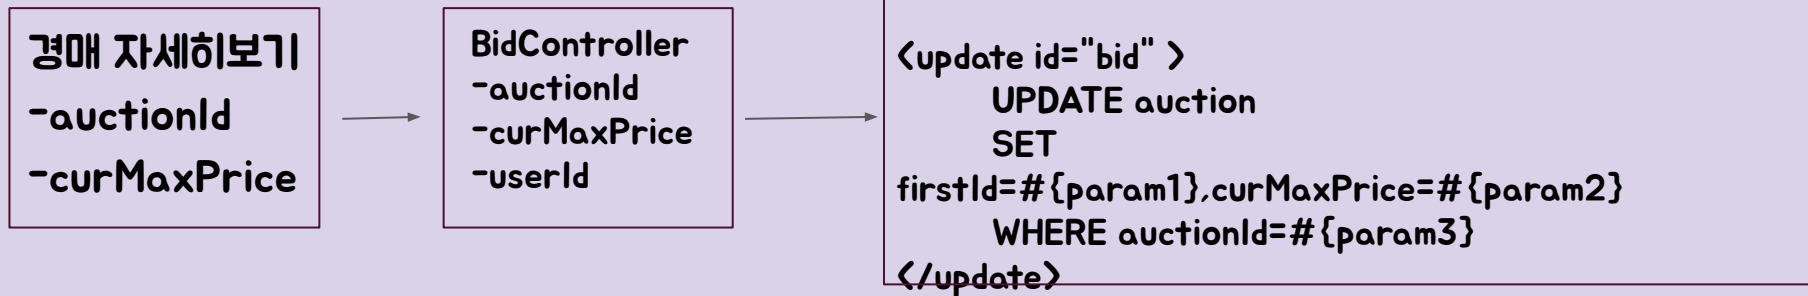 경매 자세히보기
-auctionId
-curMaxPrice
BidController
-auctionId
-curMaxPrice
-userId
<update id="bid" >
UPDATE auction
SET
firstId=#{param1},curMaxPrice=#{param2}
WHERE auctionId=#{param3}
</update>